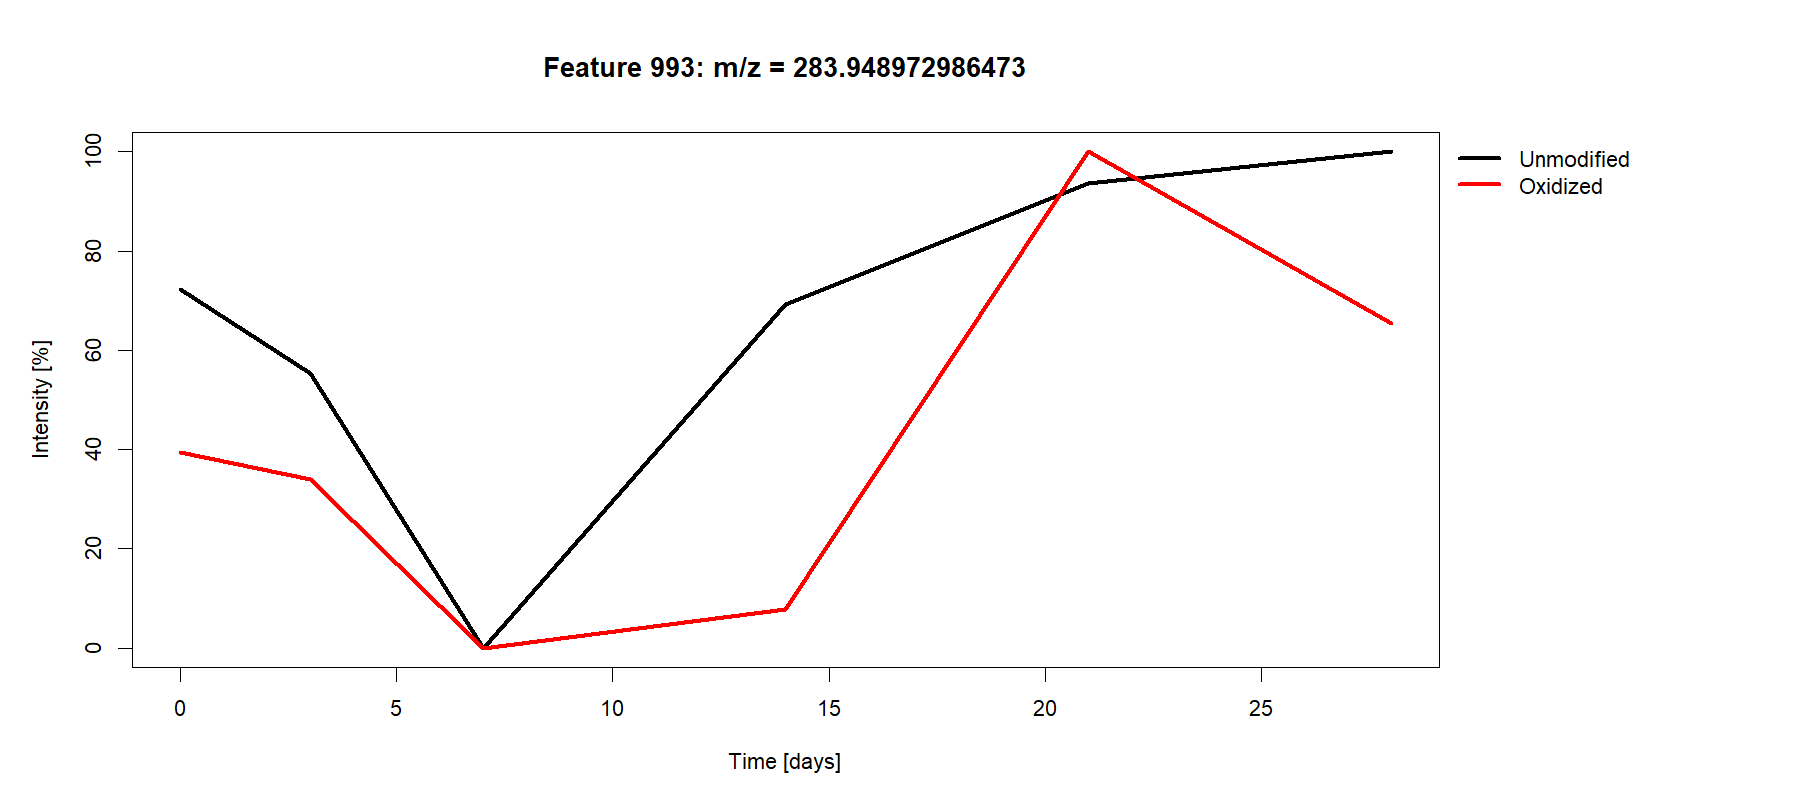 Feature 993: m/z = 283.948972986473
Unmodified
Oxidized
Intensity [%]
100
80
60
40
20
0
0 5 10 15 20 25
Time [days]